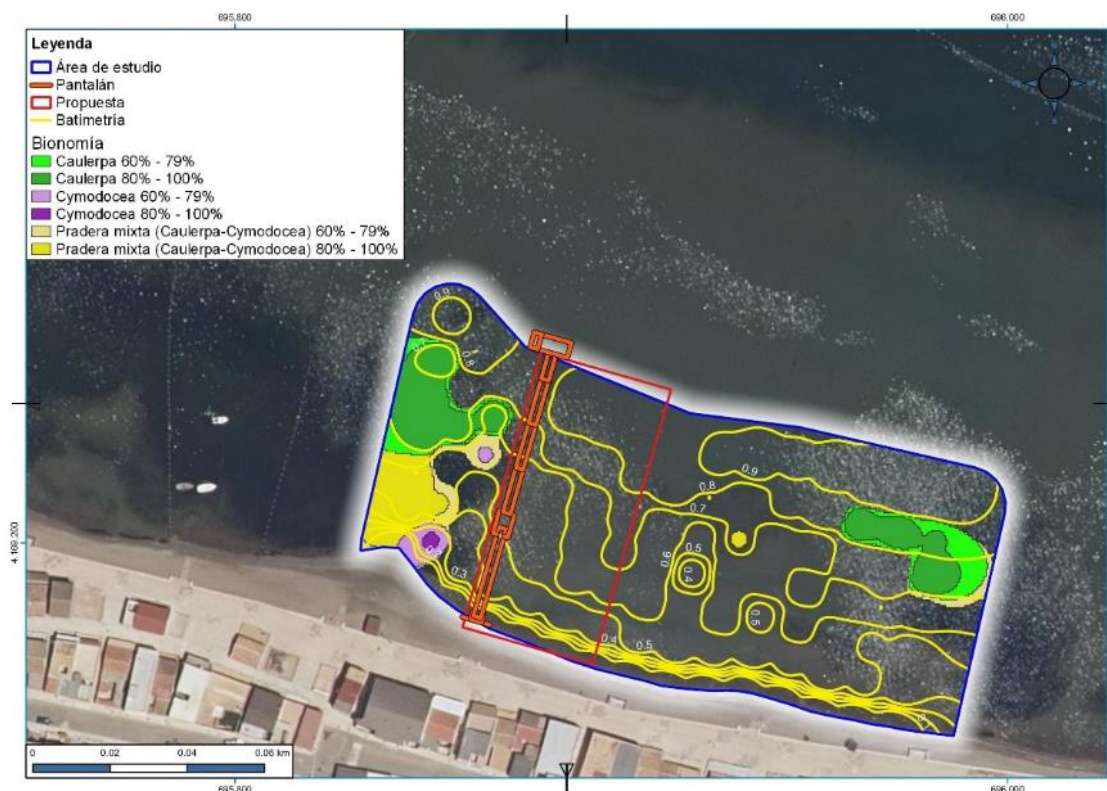 695.800
696.000
Leyenda
Área de estudio
Pantalán
Propuesta
Batimetría
Bionomía
Caulerpa 60% - 79%
Caulerpa 80% - 100%
Cymodocea 60% - 79%
Cymodocea 80% - 100%
Pradera mixta (Caulerpa-Cymodocea) 60% - 79%
Pradera mixta (Caulerpa-Cymodocea) 80% - 100%
0.9
0.8
0.9
0.8
0.7
4.169.200
0.5
0.6
0.4
0.3
0.5
0.4
0.5
0
0.02
0.04
0.06 km
695.800
696.000